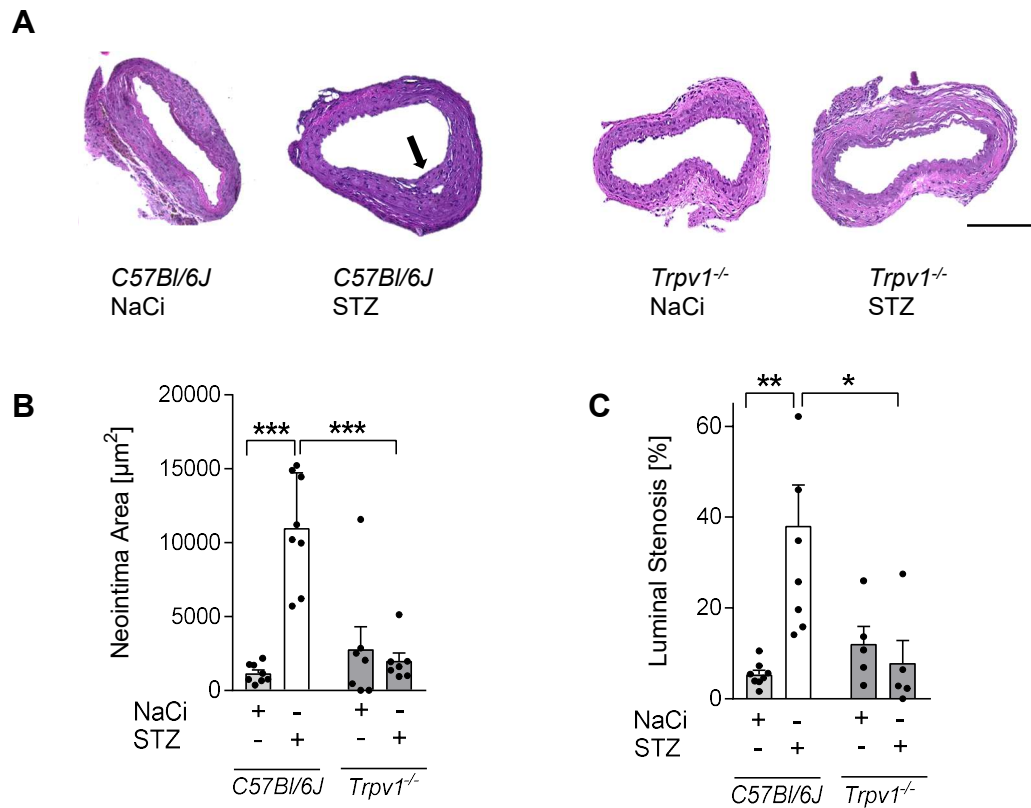 A
C57Bl/6J C57Bl/6J Trpv1-/- Trpv1-/-
NaCi STZ NaCi STZ
B
Neointima Area [µm2]
20000
15000
10000
5000
0
*** ***
NaCi + - + -
STZ - + - +
C57Bl/6J Trpv1-/-
C
Luminal Stenosis [%]
60
40
20
0
** *
NaCi + - + -
STZ - + - +
C57Bl/6J Trpv1-/-